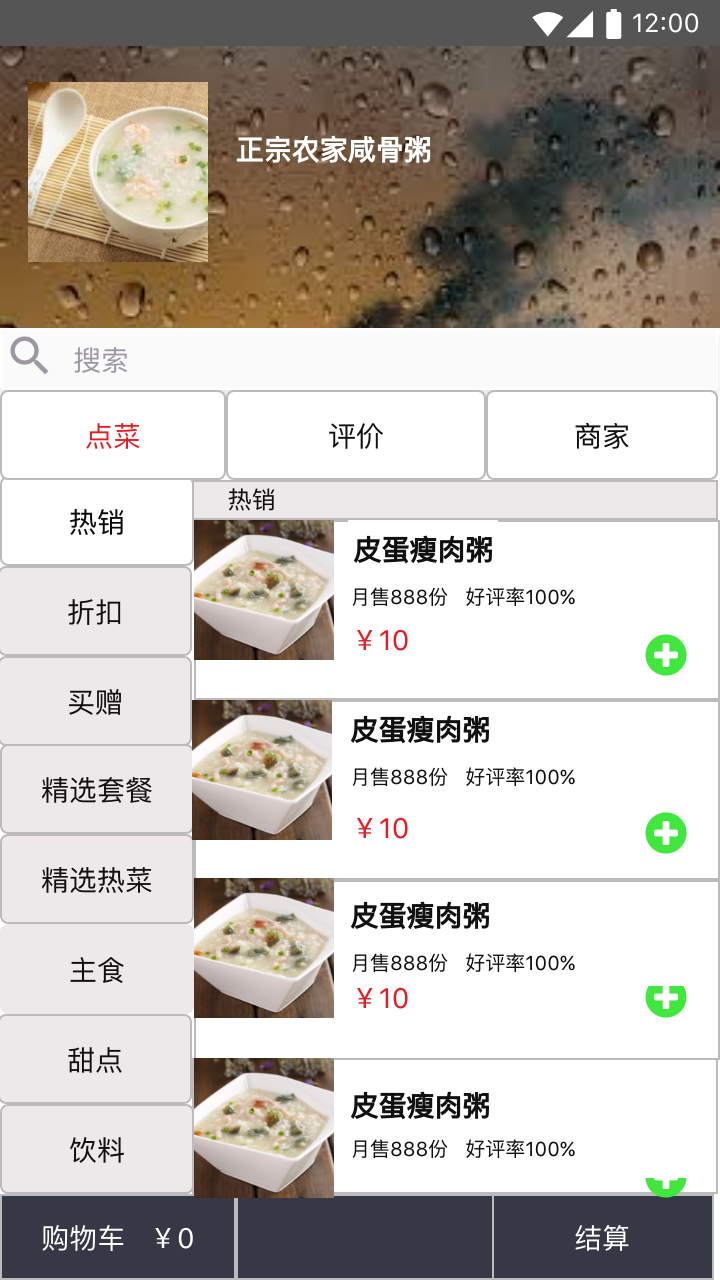 12:00
正宗农家咸骨粥
搜索
点菜
评价
商家
热销
折扣
买赠
精选套餐
精选热菜
主食
甜点
饮料
热销
皮蛋瘦肉粥
月售888份 好评率100%
￥10
皮蛋瘦肉粥
月售888份 好评率100%
￥10
皮蛋瘦肉粥
月售888份 好评率100%
￥10
皮蛋瘦肉粥
月售888份 好评率100%
购物车 ￥0
结算